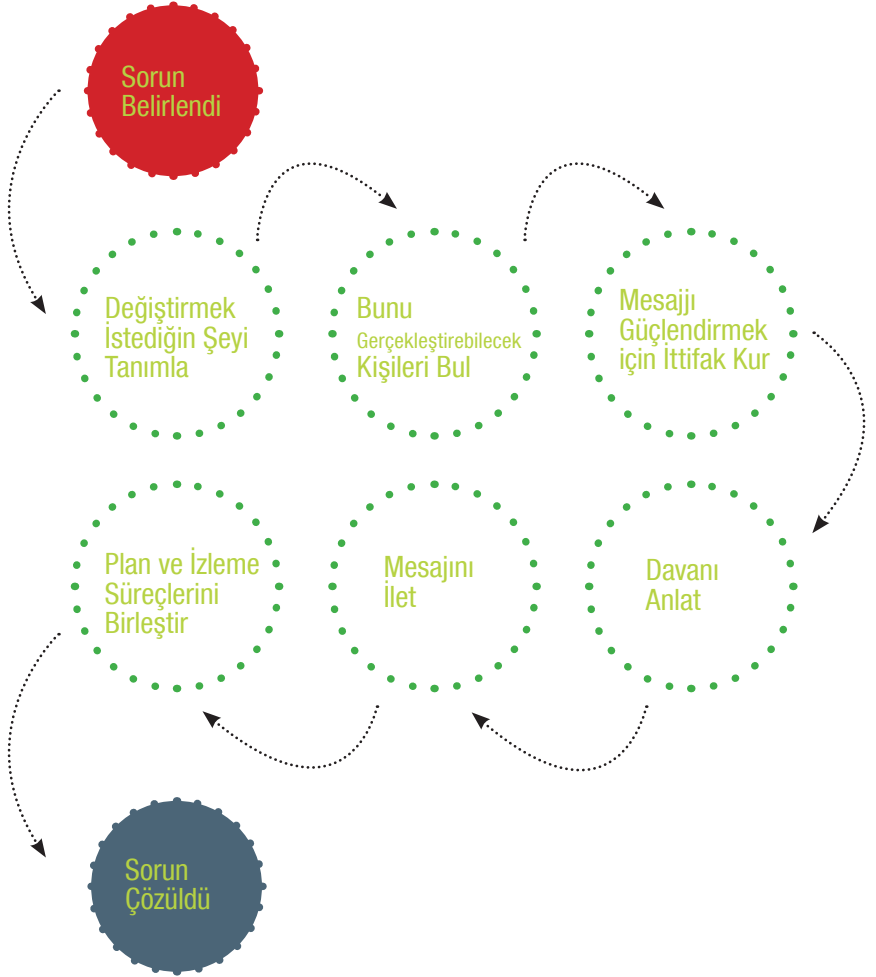 Sorun
Belirlendi
Değiştirmek
İstediğin Şeyi
Tanımla
Bunu
Gerçekleştirebilecek
Kişileri Bul
Mesajjı
Güçlendirmek
için İttifak Kur
Davanı
Anlat
Mesajını
İlet
Plan ve İzleme
Süreçlerini
Birleştir
Sorun
Çözüldü